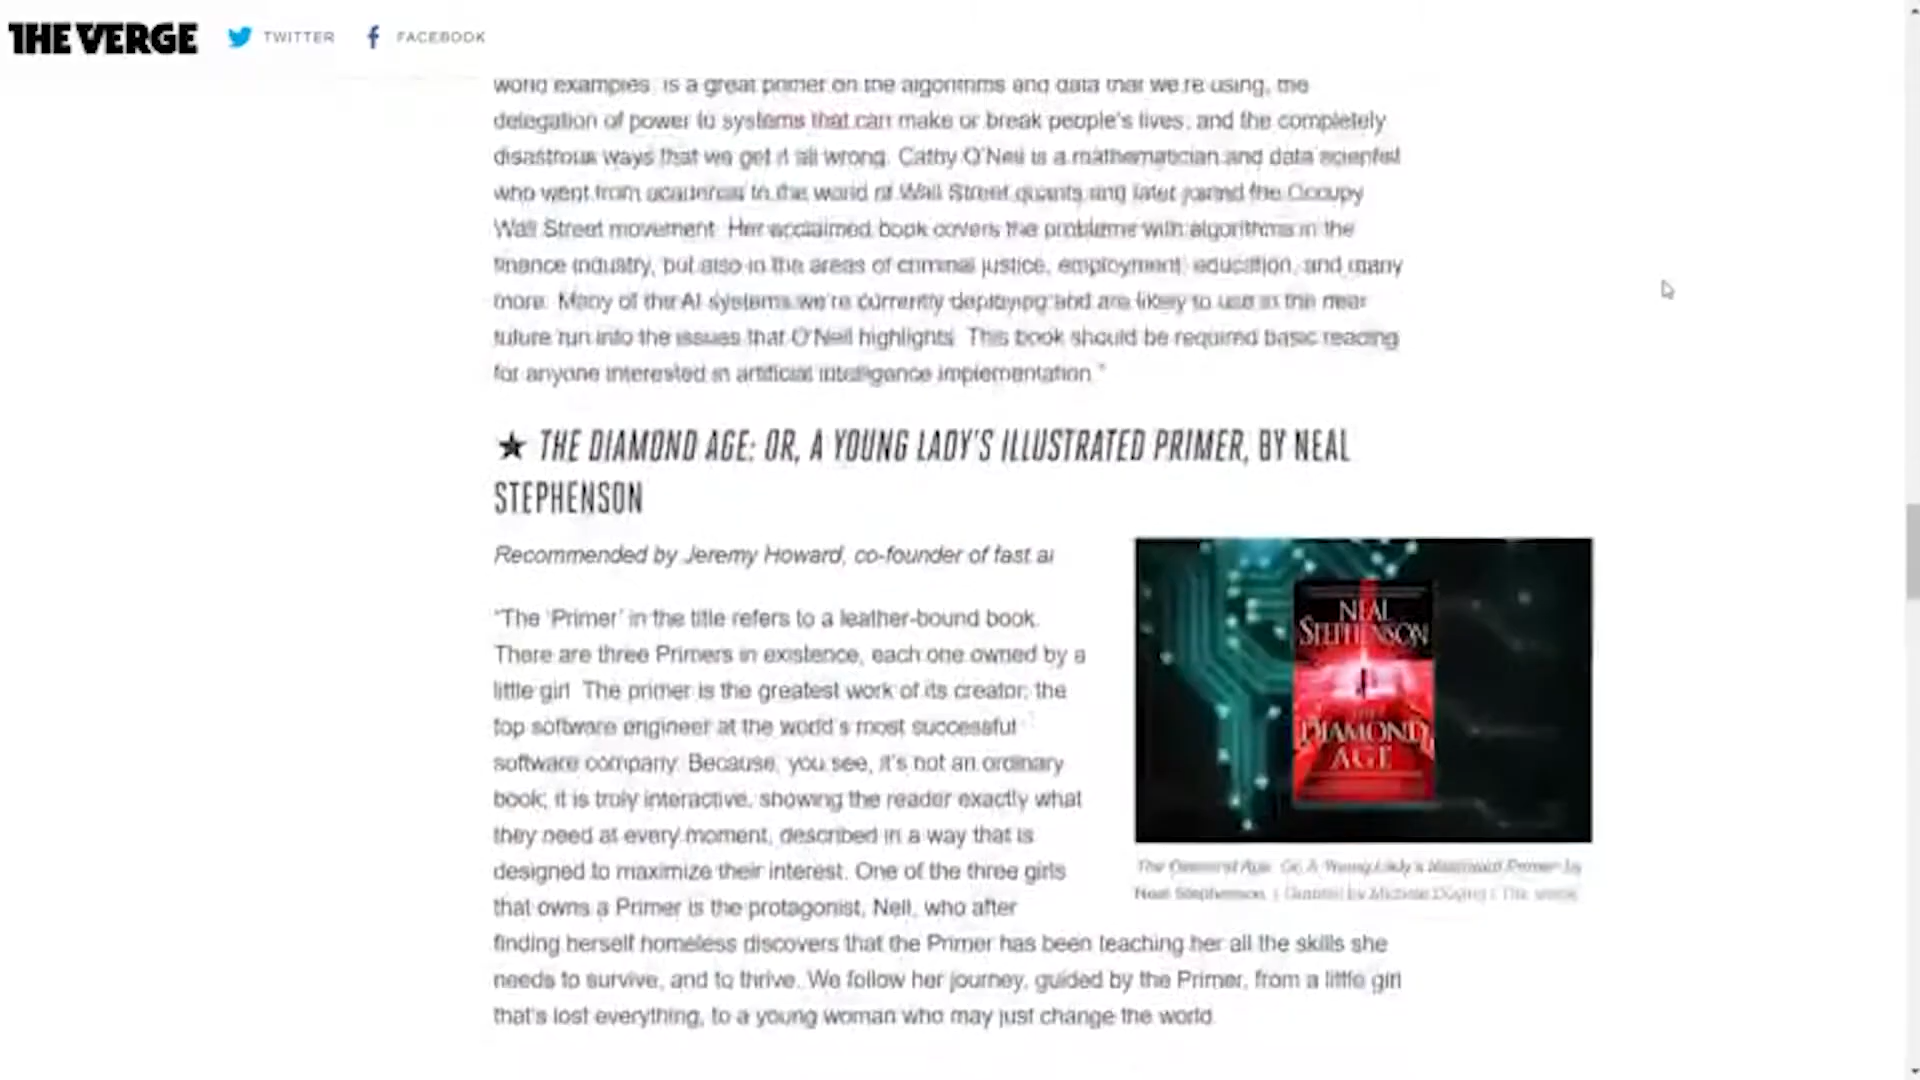 THE VERGE
TWITTER
FACEBOOK
world examples, is a great primer on the algorithms and data that we're using, the
delegation of power to systems that can make or break people's lives, and the completely
disastrous ways that we get it all wrong. Cathy O'Neil is a mathematician and data scientist
who went from academia to the world of Wall Street quants and later joined the Occupy
Wall Street movement. Her acclaimed book covers the problems with algorithms in the
finance industry, but also in the areas of criminal justice, employment, education, and many
more. Many of the AI systems we're currently deploying and are likely to use in the near
future run into the issues that O'Neil highlights. This book should be required basic reading
for anyone interested in artificial intelligence implementation."
★ THE DIAMOND AGE: OR, A YOUNG LADY'S ILLUSTRATED PRIMER, BY NEAL
STEPHENSON
Recommended by Jeremy Howard, co-founder of fast.ai
"The 'Primer' in the title refers to a leather-bound book.
There are three Primers in existence, each one owned by a
little girl. The primer is the greatest work of its creator, the
top software engineer at the world's most successful
software company. Because, you see, it's not an ordinary
book; it is truly interactive, showing the reader exactly what
they need at every moment, described in a way that is
designed to maximize their interest. One of the three girls
that owns a Primer is the protagonist, Nell, who after
finding herself homeless discovers that the Primer has been teaching her all the skills she
needs to survive, and to thrive. We follow her journey, guided by the Primer, from a little girl
that's lost everything, to a young woman who may just change the world.
NEAL
STEPHENSON
THE
DIAMOND
AGE
The Diamond Age: Or, A Young Lady's Illustrated Primer by
Neal Stephenson. | The Verge